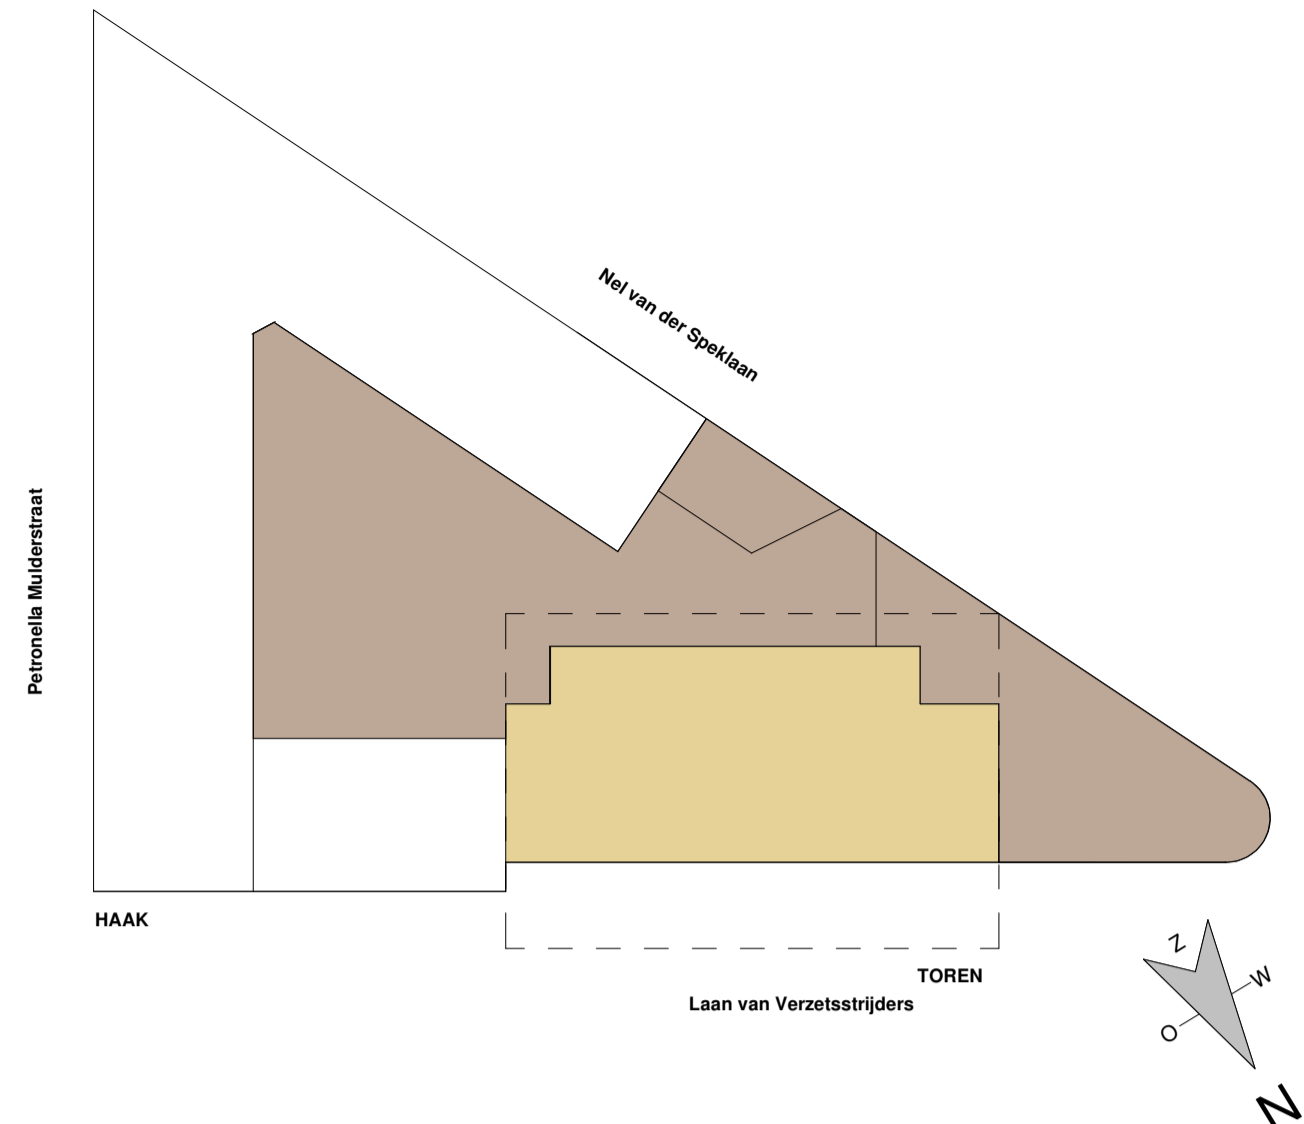 Nel van der Speklaan
Petronella Mulderstraat
HAAK
TOREN
Laan van Verzetsstrijders
Z
W
O
N